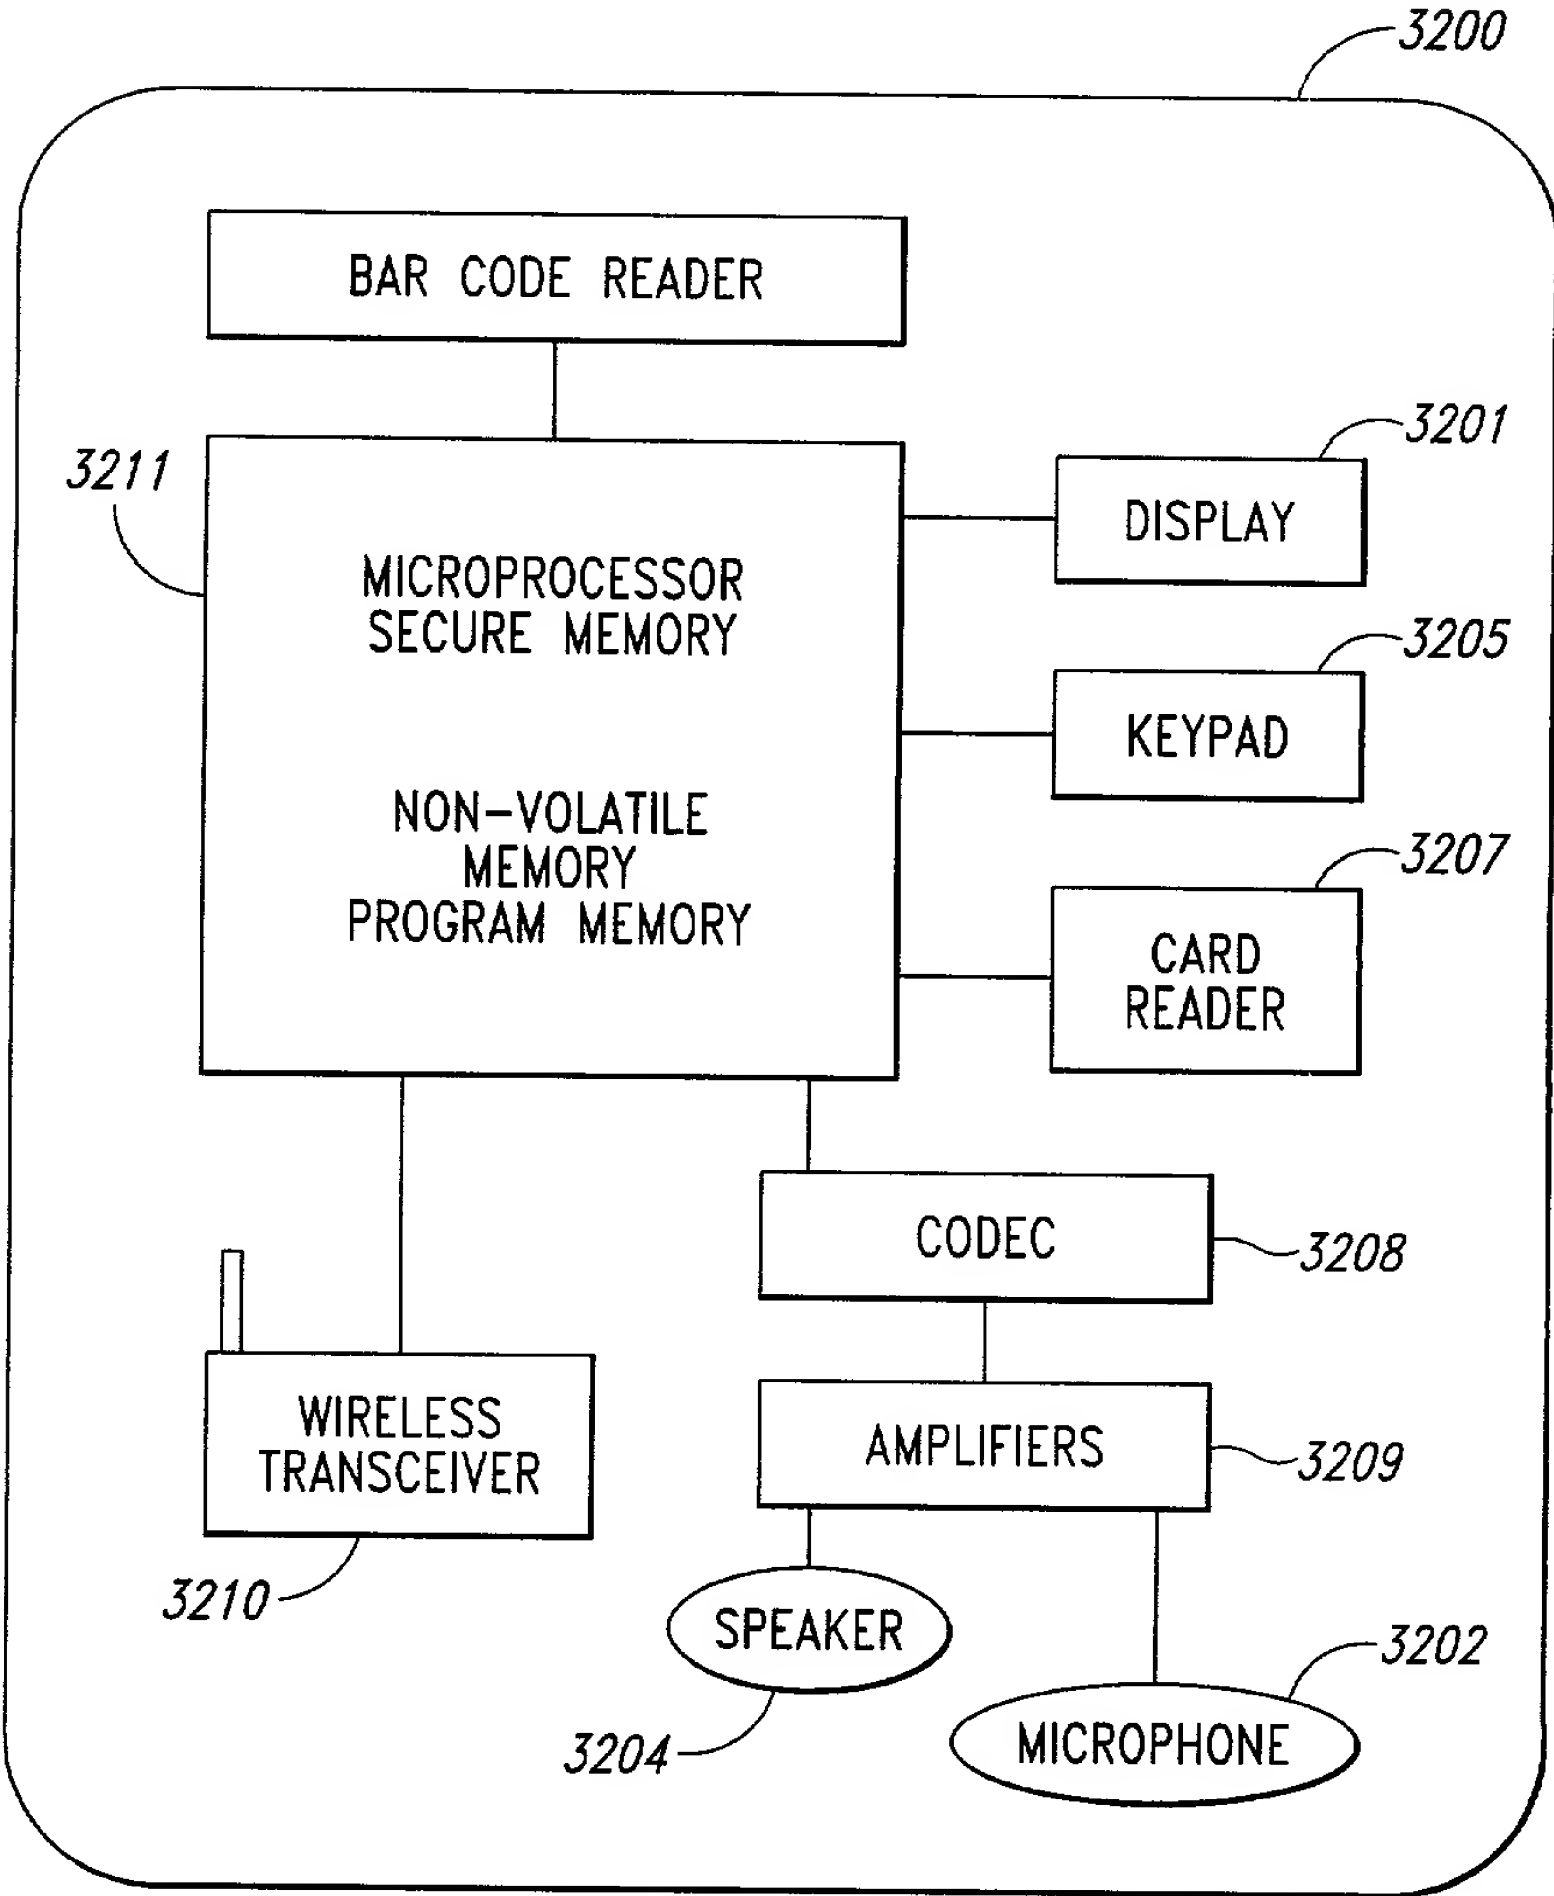 3200
BAR CODE READER
3211
MICROPROCESSOR
SECURE MEMORY
NON-VOLATILE
MEMORY
PROGRAM MEMORY
3201
DISPLAY
3205
KEYPAD
3207
CARD
READER
CODEC
3208
WIRELESS
TRANSCEIVER
3210
AMPLIFIERS
3209
SPEAKER
3204
3202
MICROPHONE